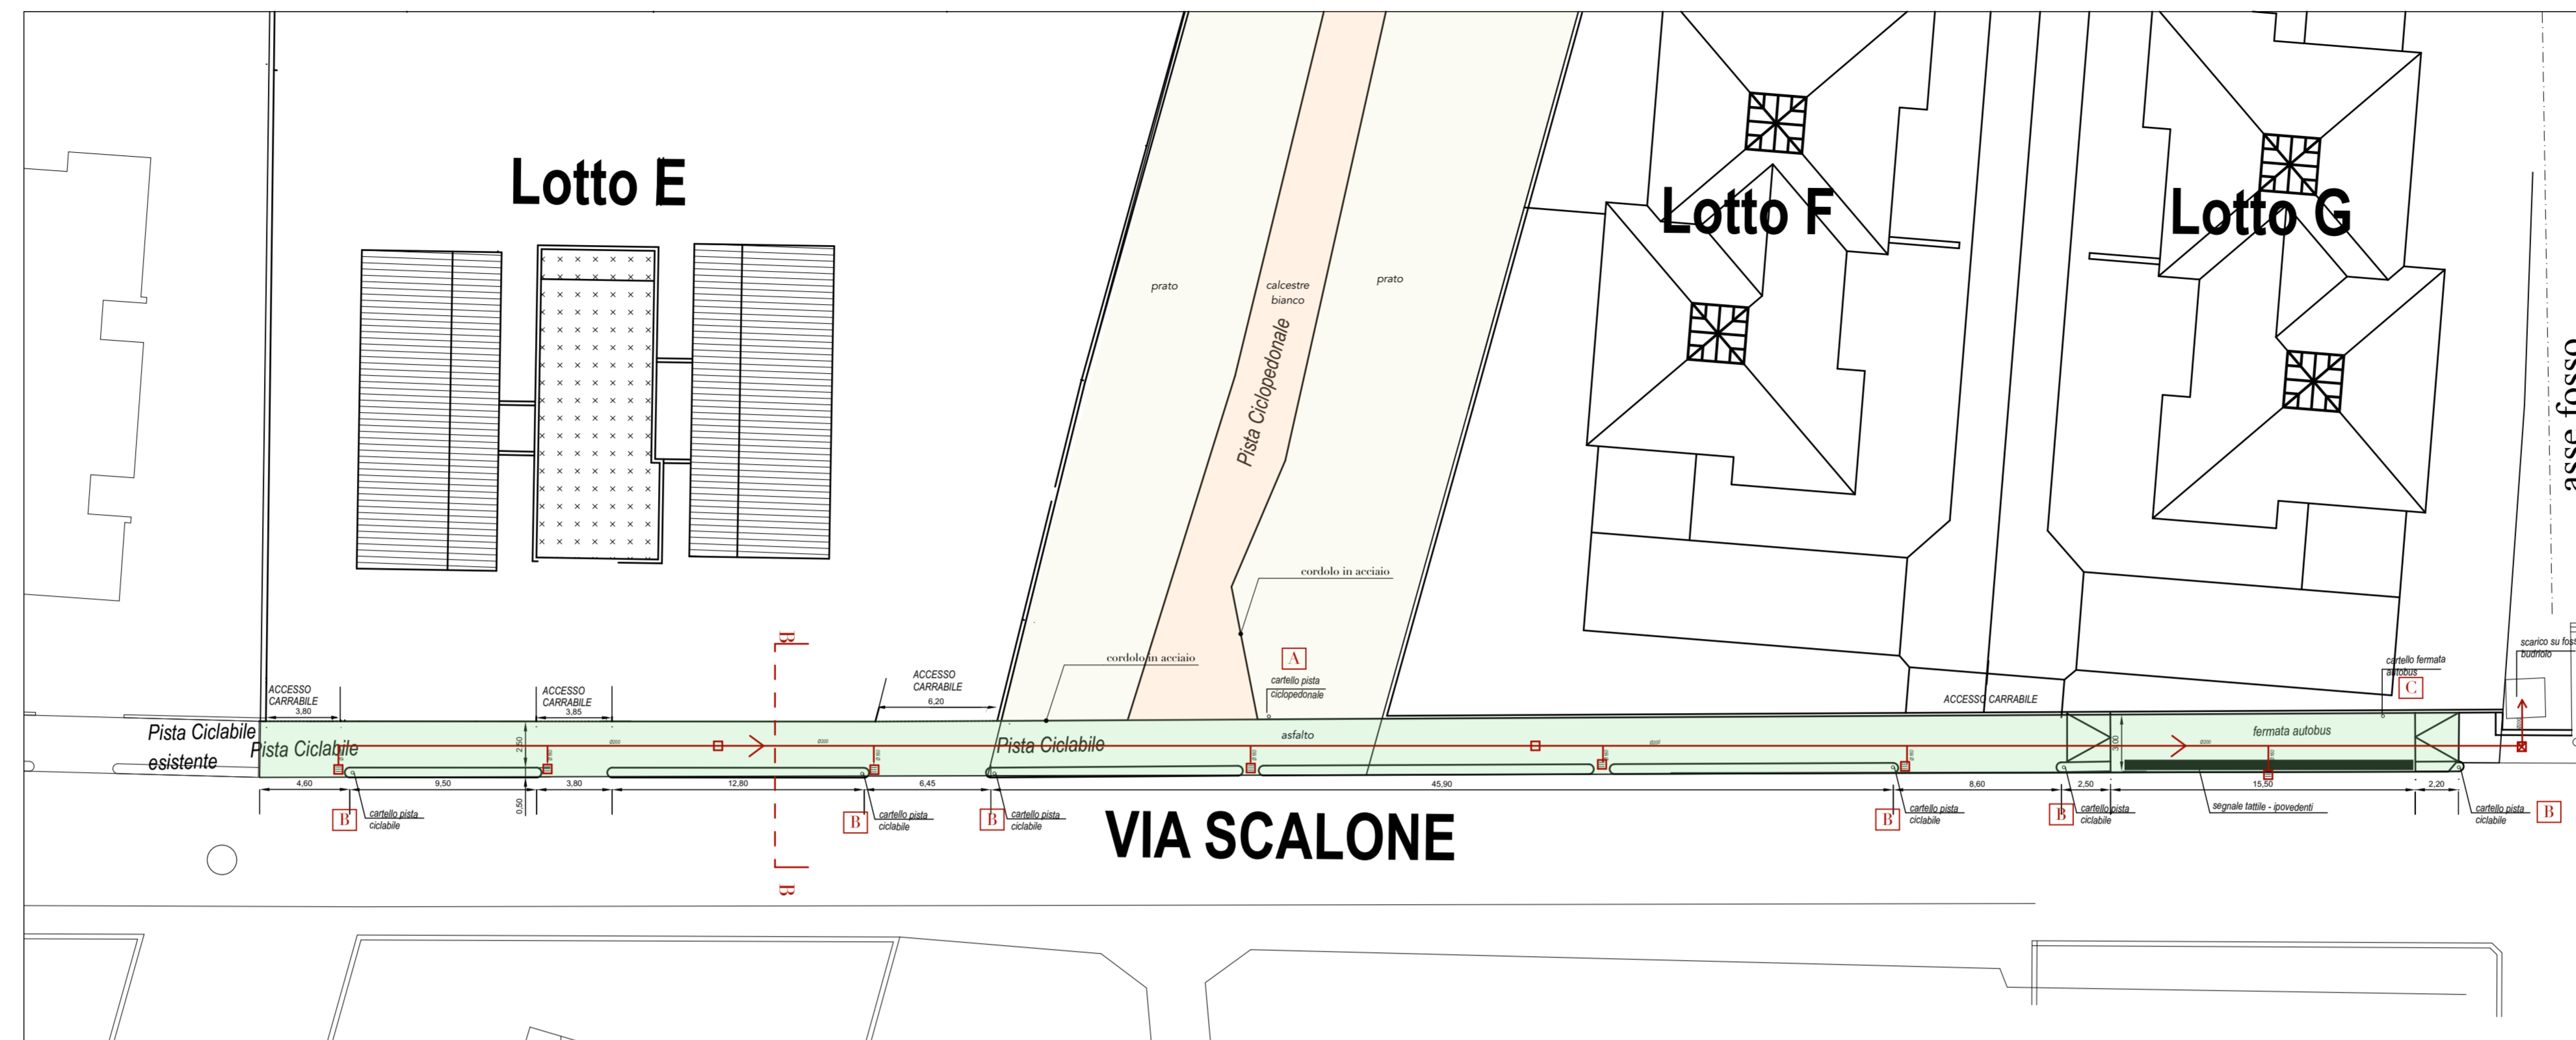 Lotto E
Lotto F
Lotto G
prato
calcestre
bianco
prato
Pista Ciclopedonale
asse fosso
cordolo in acciaio
cordolo in acciaio
B
A
cartello pista
ciclopedonale
ACCESSO
CARRABILE
3,80
ACCESSO
CARRABILE
3,85
ACCESSO
CARRABILE
6,20
ACCESSO CARRABILE
cartello fermata
autobus
C
scarico su foss
budriolo
Pista Ciclabile
esistente
Pista Ciclabile
2,50
Ø200
Ø200
Pista Ciclabile
asfalto
3,00
Ø200
fermata autobus
4,60
9,50
0,50
3,80
12,80
6,45
45,90
8,60
2,50
15,50
2,20
B
cartello pista
ciclabile
B
cartello pista
ciclabile
B
cartello pista
ciclabile
B
cartello pista
ciclabile
B
cartello pista
ciclabile
segnale tattile - ipovedenti
cartello pista
ciclabile
B
VIA SCALONE
B